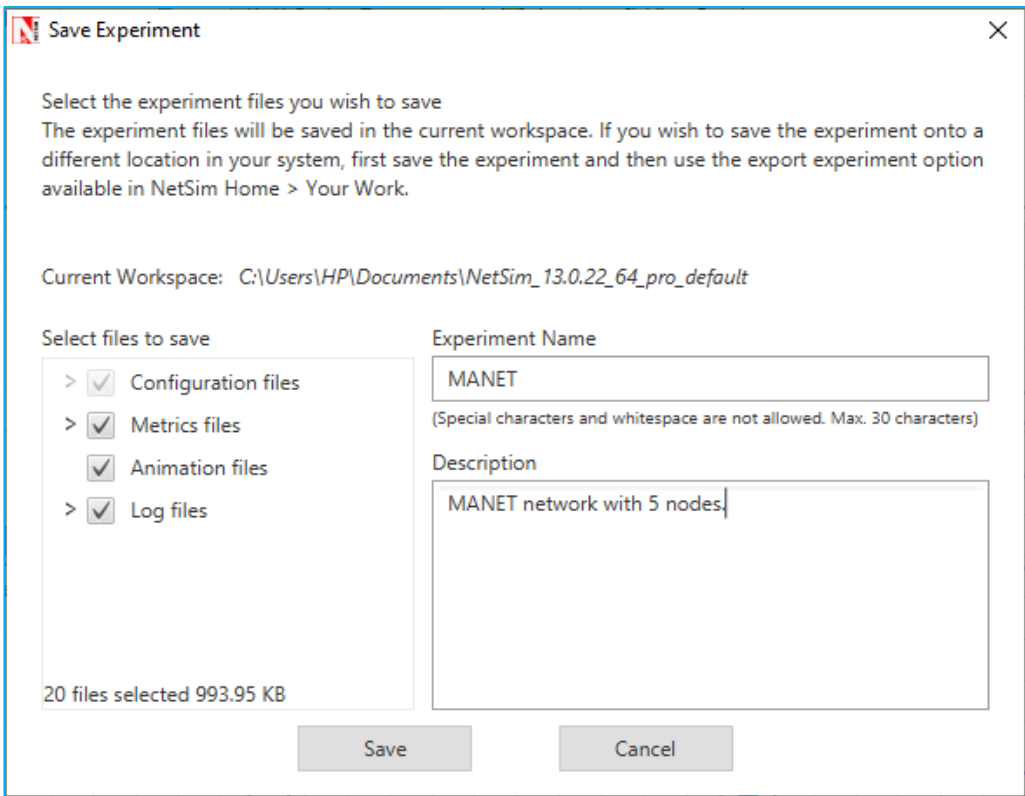 Save Experiment
Select the experiment files you wish to save
The experiment files will be saved in the current workspace. If you wish to save the experiment onto a
different location in your system, first save the experiment and then use the export experiment option
available in NetSim Home > Your Work.
Current Workspace: C:\Users\HP\Documents\NetSim_13.0.22_64_pro_default
Select files to save
> Configuration files
> Metrics files
Animation files
> Log files
20 files selected 993.95 KB
Experiment Name
MANET
(Special characters and whitespace are not allowed. Max. 30 characters)
Description
MANET network with 5 nodes.
Save
Cancel